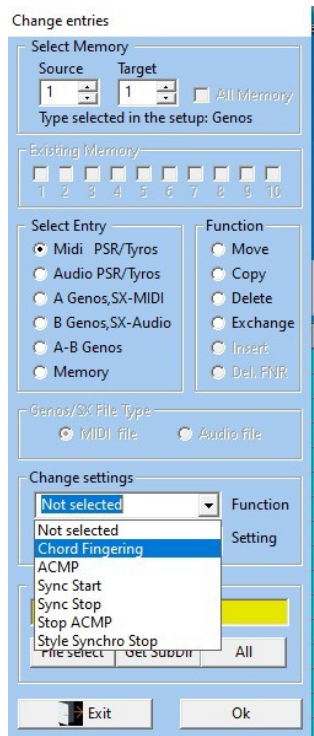 Change entries
Select Memory
Source Target
1 1 All Memory
Type selected in the setup: Genos
Existing Memory
1 2 3 4 5 6 7 8 9 10
Select Entry
Midi PSR/Tyros
Audio PSR/Tyros
A Genos,SX-MIDI
B Genos,SX-Audio
A-B Genos
Memory
Function
Move
Copy
Delete
Exchange
Insert
Del. FNR
Genos/SX File Type
MIDI file Audio file
Change settings
Not selected Function
Setting
Not selected
Chord Fingering
ACMP
Sync Start
Sync Stop
Stop ACMP
Style Synchro Stop
File select Get SubDir All
Exit Ok